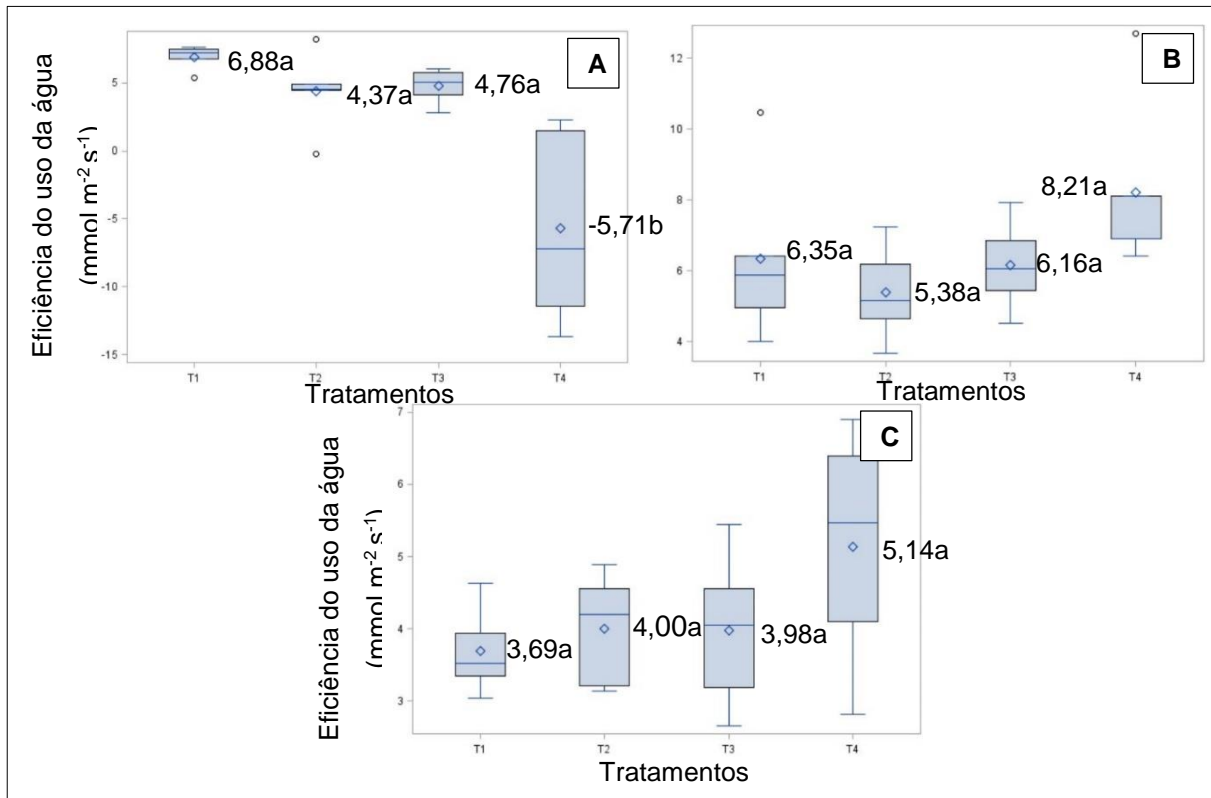 A
Eficiência do uso da água
(mmol m-2 s-1)
5
0
-5
-10
-15
6,88a
4,37a
4,76a
-5,71b
T1
T2
T3
T4
Tratamentos
B
12
10
8
6
4
6,35a
5,38a
6,16a
8,21a
T1
T2
T3
T4
Tratamentos
C
Eficiência do uso da água
(mmol m-2 s-1)
7
6
5
4
3
3,69a
4,00a
3,98a
5,14a
T1
T2
T3
T4
Tratamentos